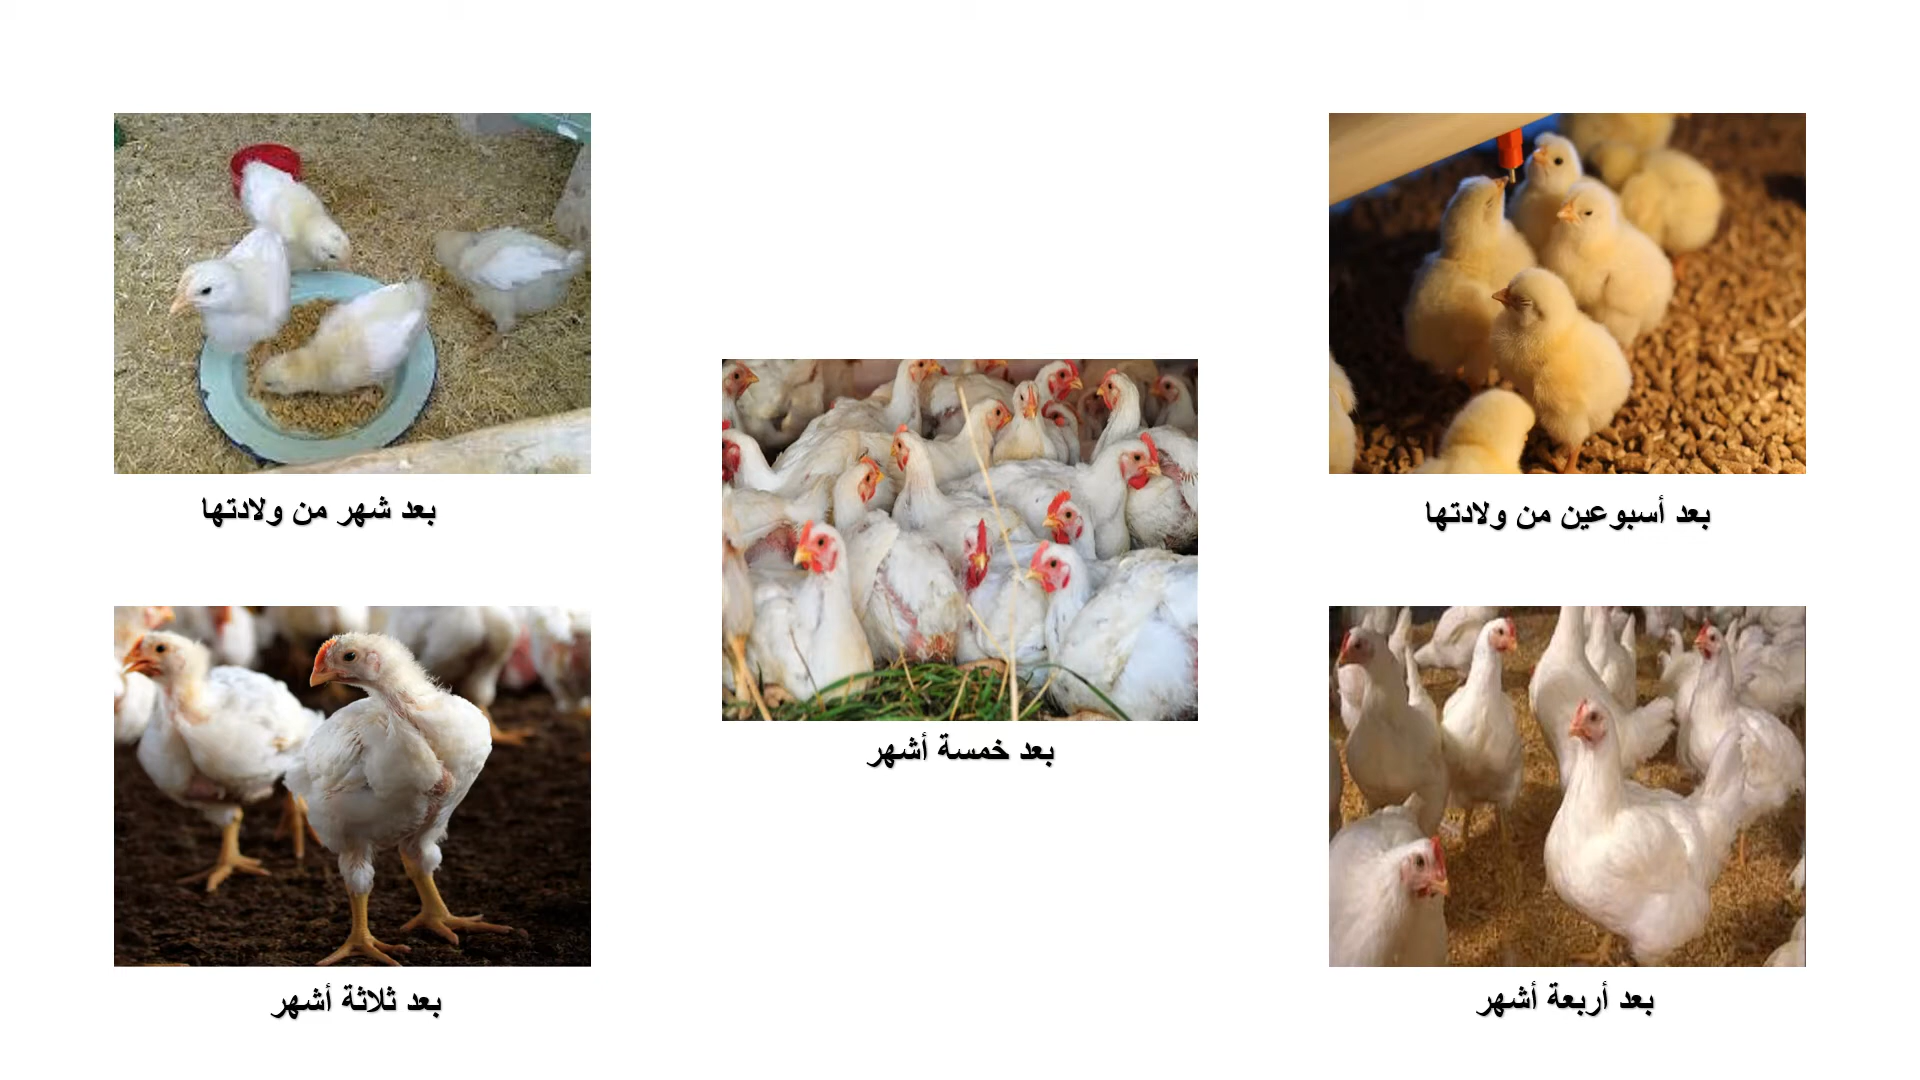 بعد أسبوعين من ولادتها
بعد شهر من ولادتها
بعد خمسة أشهر
بعد أربعة أشهر
بعد ثلاثة أشهر